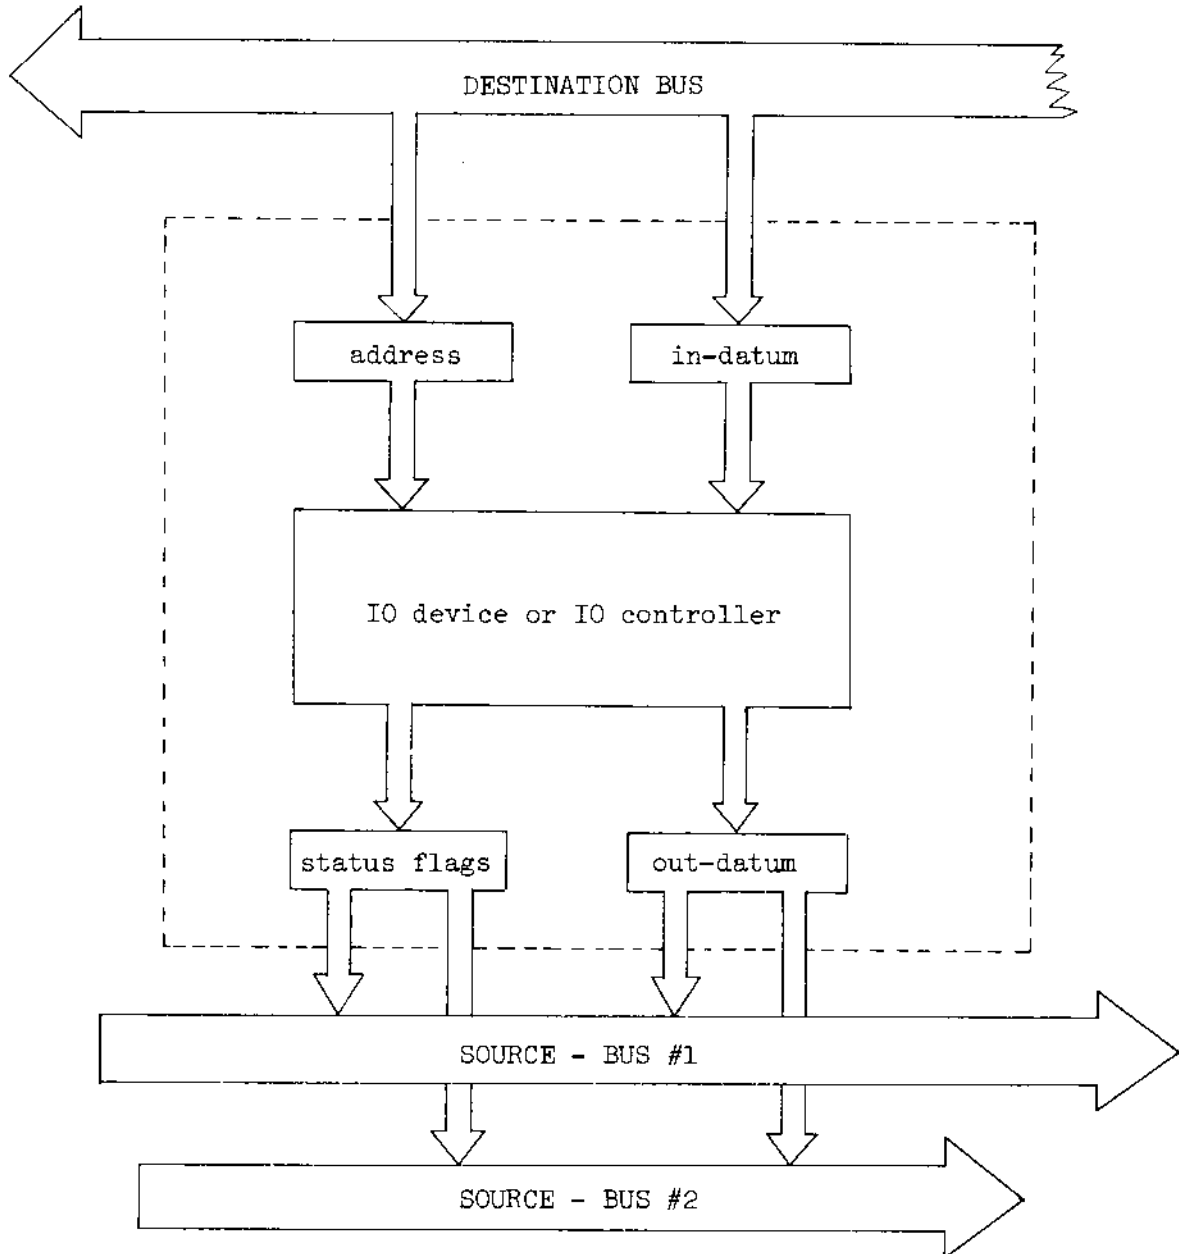 DESTINATION BUS
address
in-datum
IO device or IO controller
status flags
out-datum
SOURCE - BUS #1
SOURCE - BUS #2